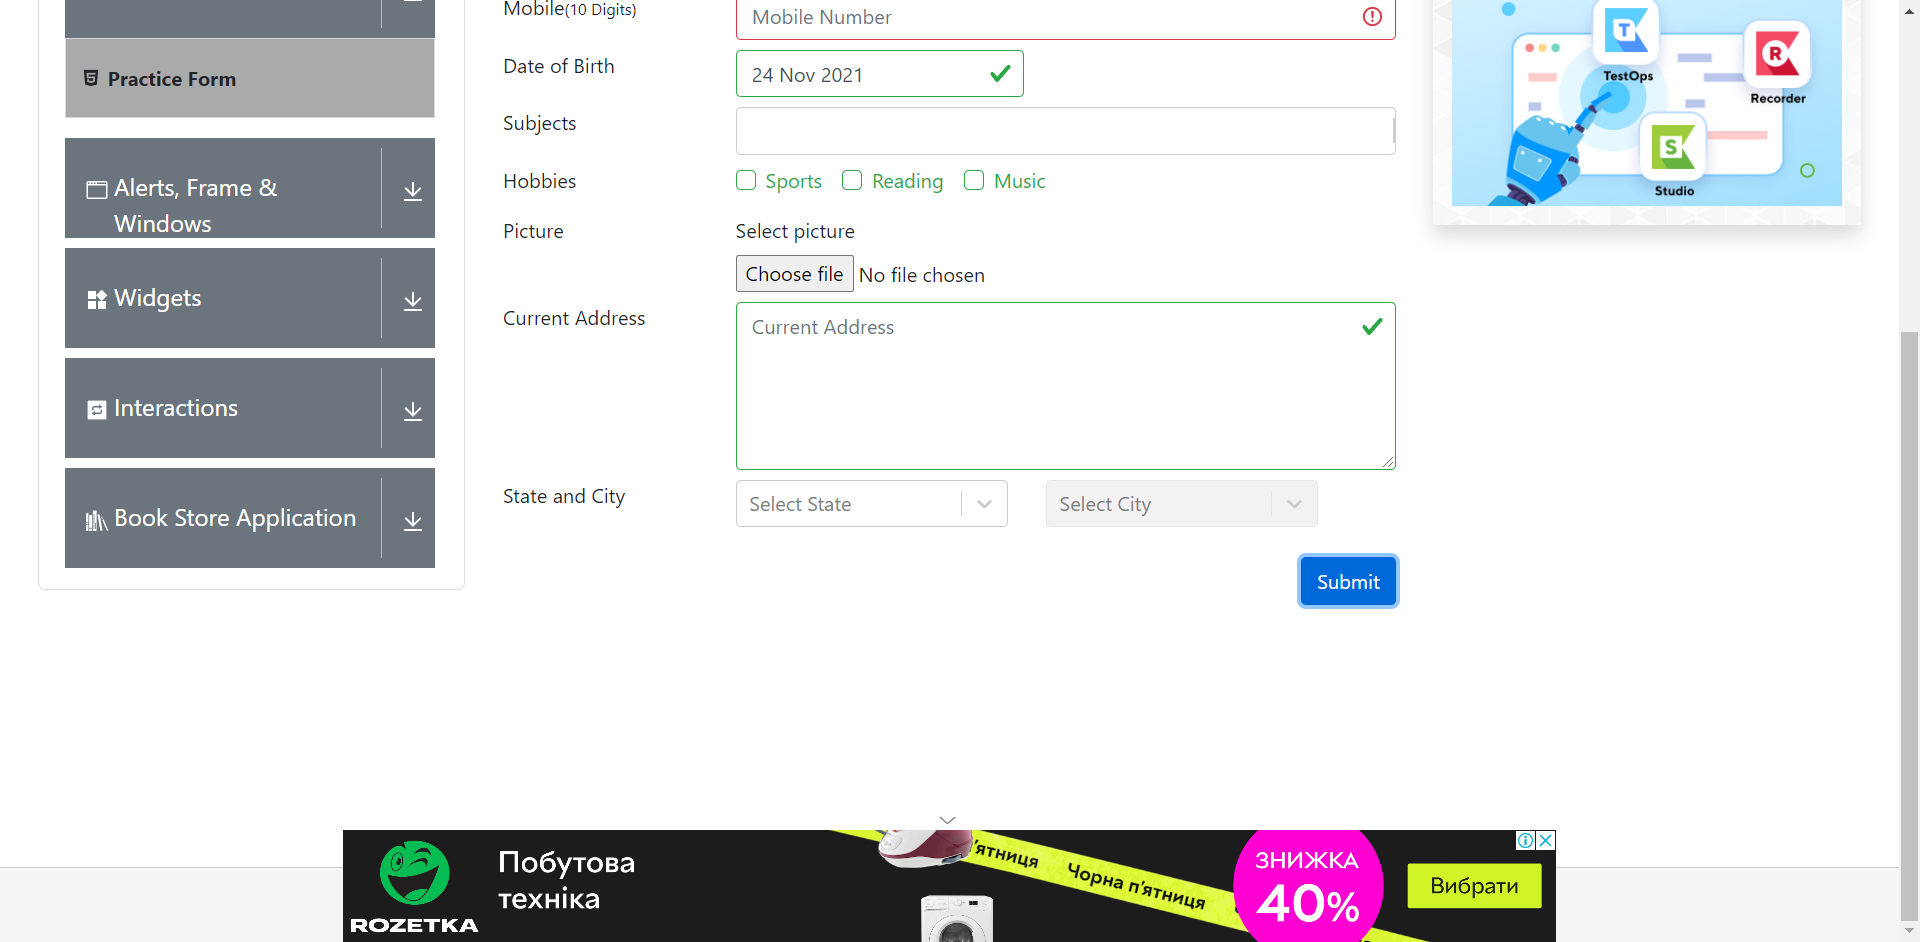 Mobile(10 Digits)
Mobile Number
Practice Form
Date of Birth
24 Nov 2021
Subjects
Hobbies
Sports
Reading
Music
Picture
Select picture
Choose file
No file chosen
Current Address
Current Address
State and City
Select State
Select City
Submit
Alerts, Frame &
Windows
Widgets
Interactions
Book Store Application
T
TestOps
R
Recorder
S
Studio
ROZETKA
Побутова
техніка
'ятниця
Чорна п'ятниця
ЗНИЖКА
40%
Вибрати